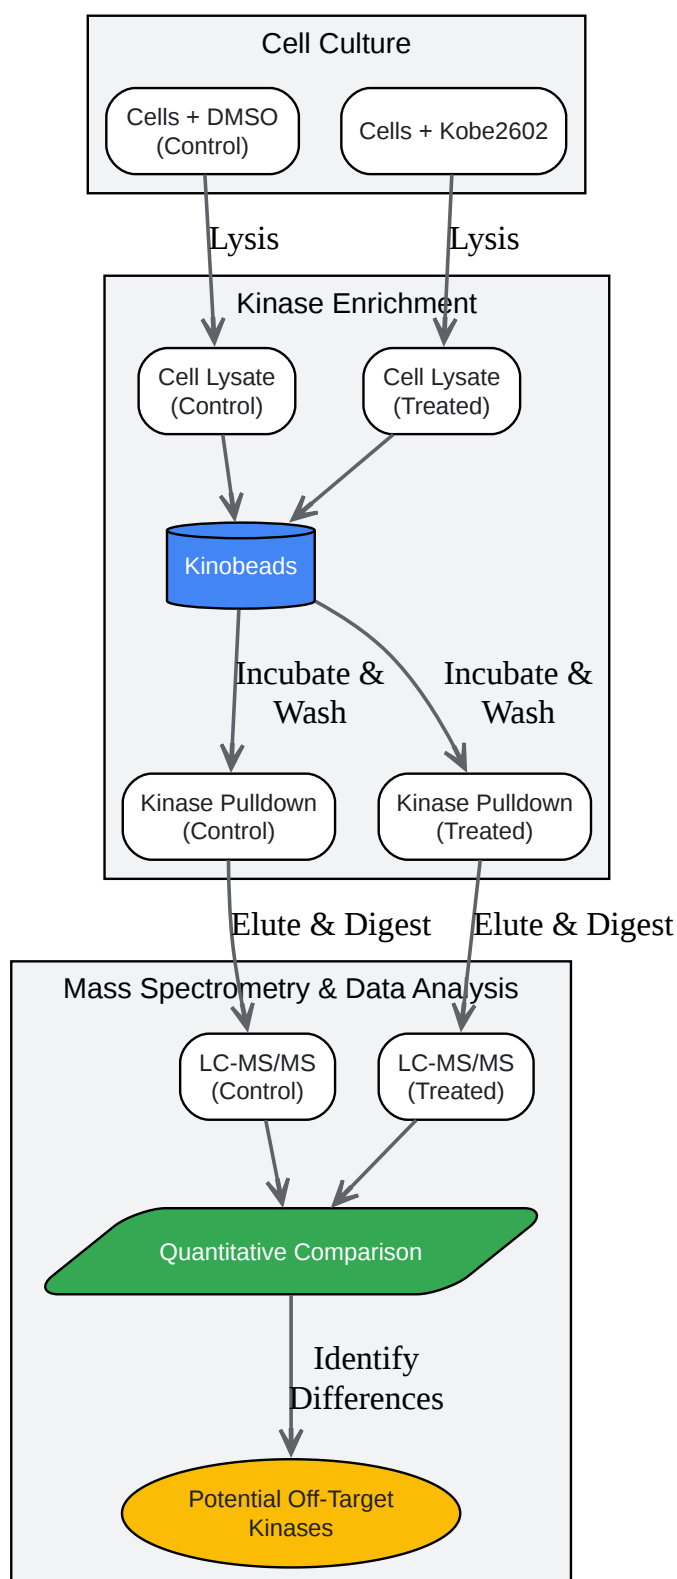 Cell Culture
Cells + DMSO
(Control)
Cells + Kobe2602
Lysis
Lysis
Kinase Enrichment
Cell Lysate
(Control)
Cell Lysate
(Treated)
Kinobeads
Incubate &
Wash
Incubate &
Wash
Kinase Pulldown
(Control)
Kinase Pulldown
(Treated)
Elute & Digest
Elute & Digest
Mass Spectrometry & Data Analysis
LC-MS/MS
(Control)
LC-MS/MS
(Treated)
Quantitative Comparison
Identify
Differences
Potential Off-Target
Kinases